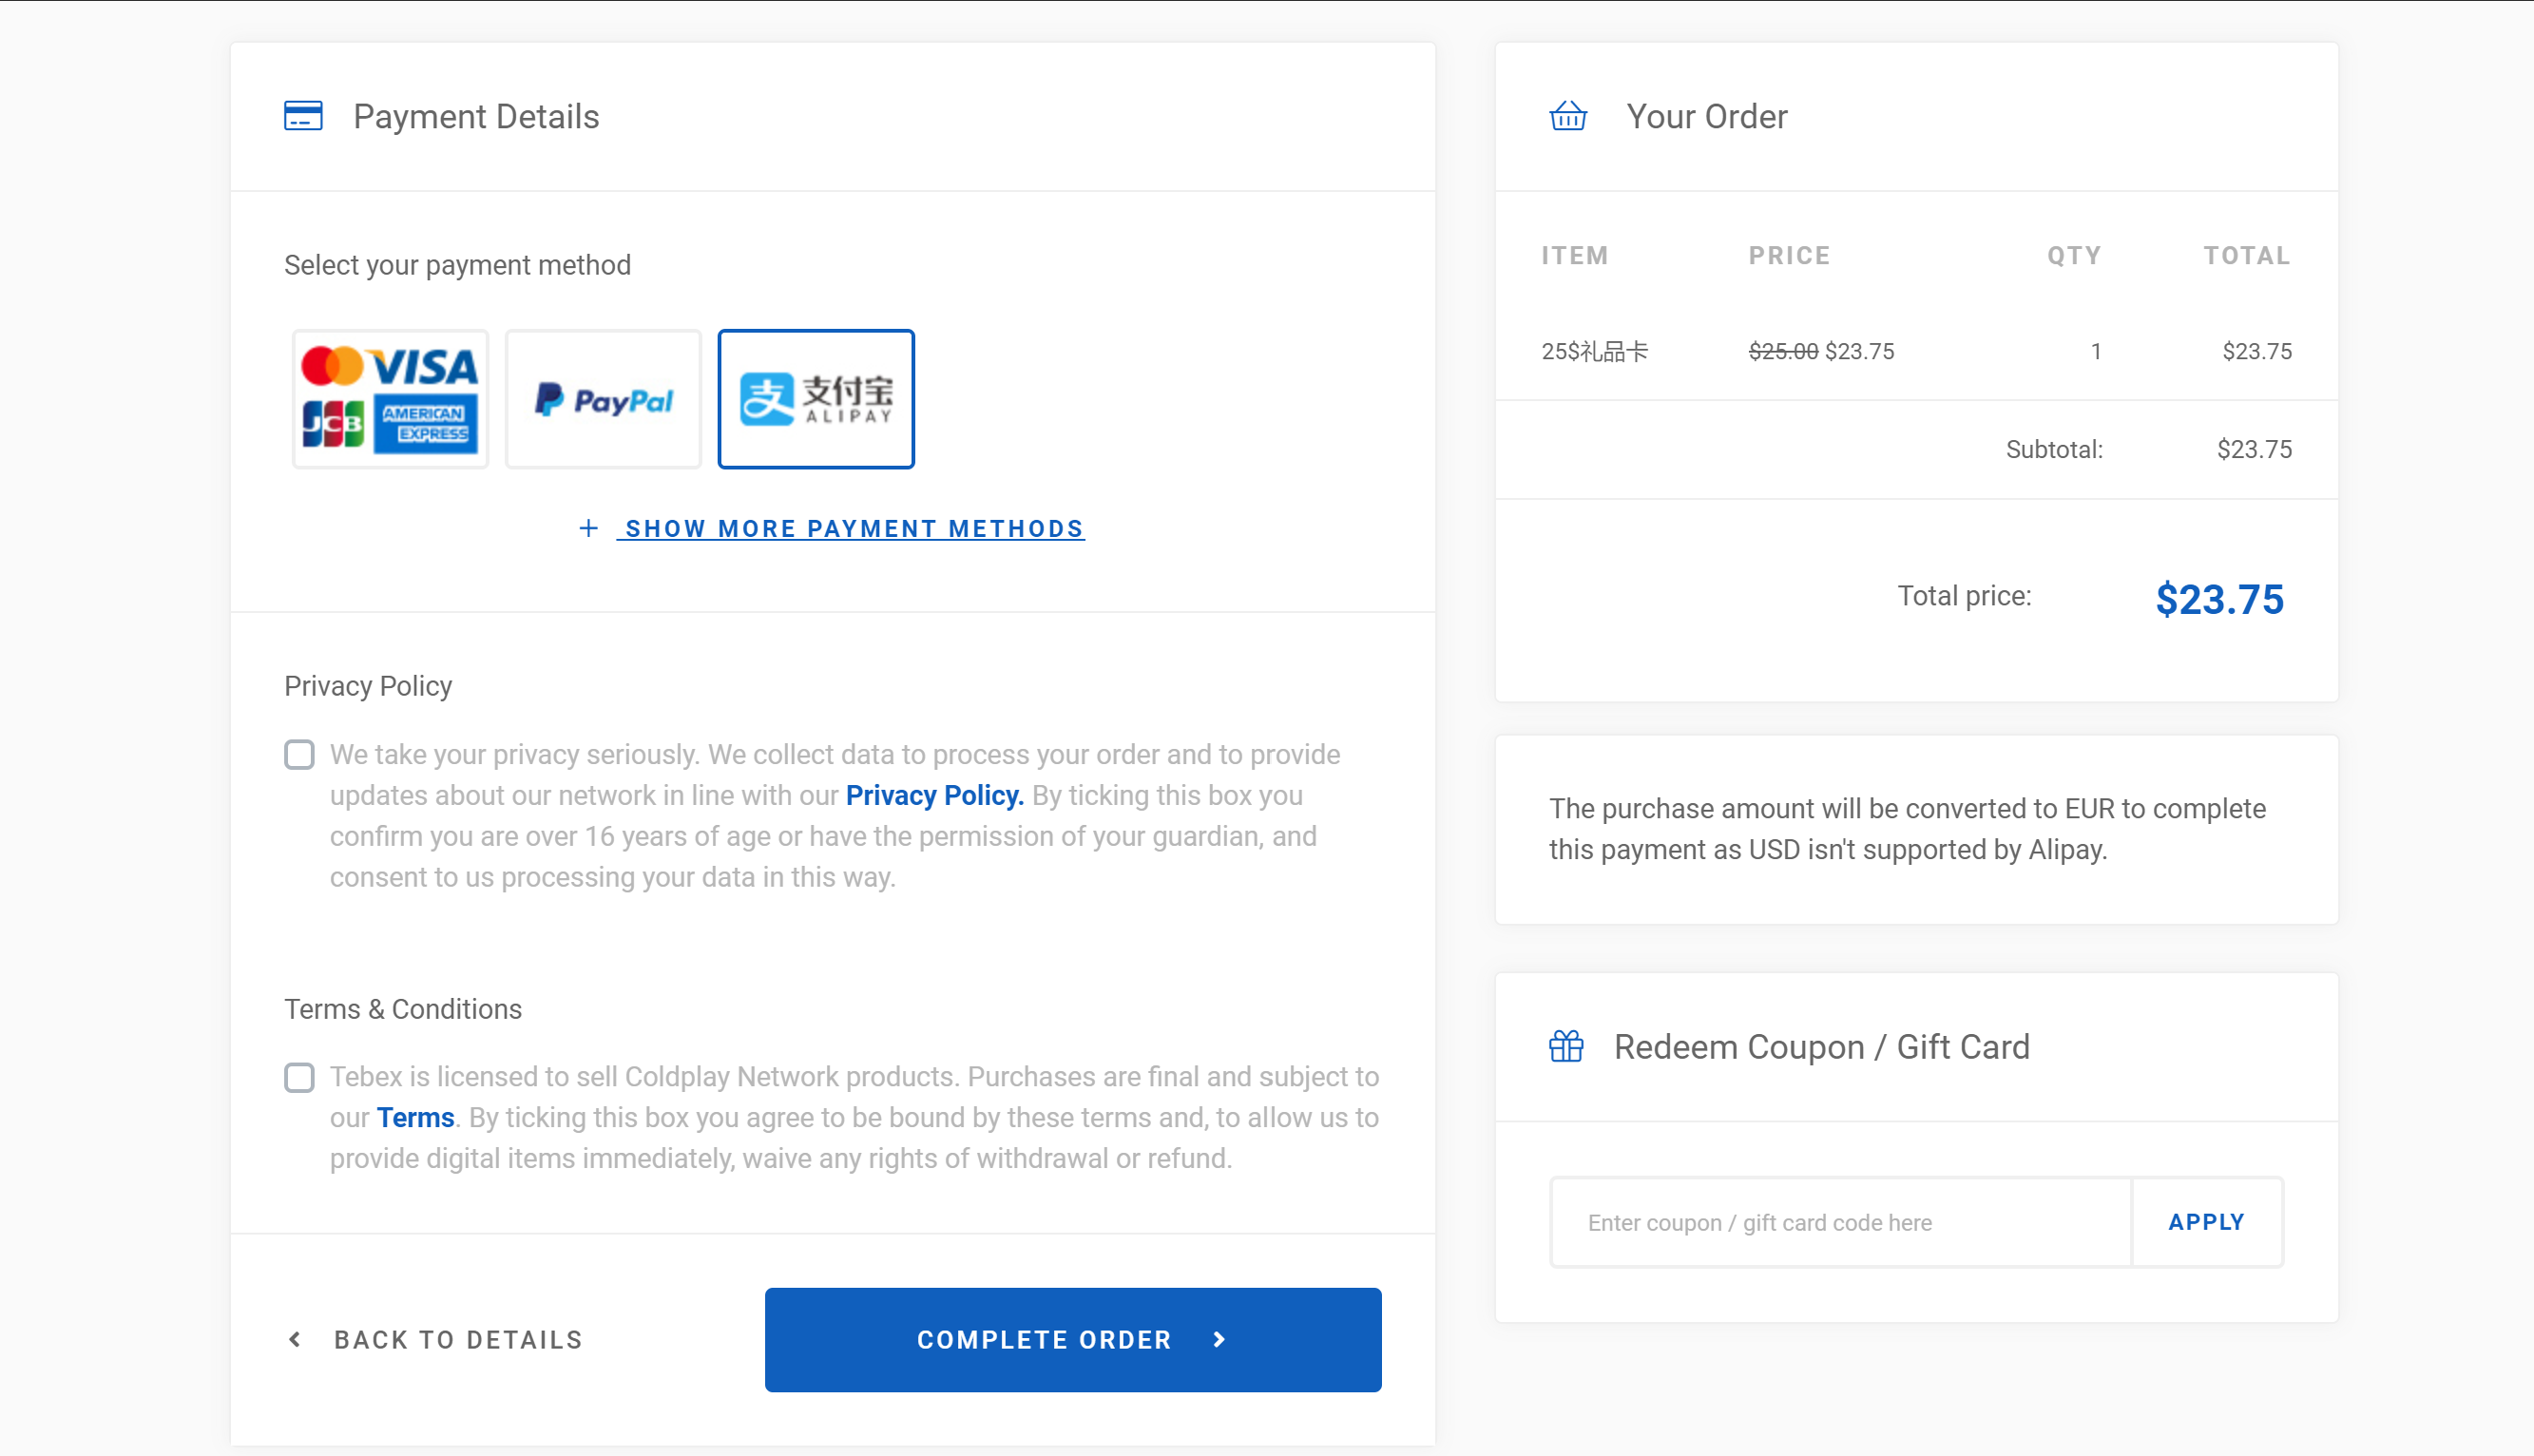 Payment Details
Select your payment method
VISA
JCB
AMERICAN
EXPRESS
PayPal
支
支付宝
ALIPAY
+ SHOW MORE PAYMENT METHODS
Privacy Policy
We take your privacy seriously. We collect data to process your order and to provide
updates about our network in line with our Privacy Policy. By ticking this box you
confirm you are over 16 years of age or have the permission of your guardian, and
consent to us processing your data in this way.
Terms & Conditions
Tebex is licensed to sell Coldplay Network products. Purchases are final and subject to
our Terms. By ticking this box you agree to be bound by these terms and, to allow us to
provide digital items immediately, waive any rights of withdrawal or refund.
BACK TO DETAILS
COMPLETE ORDER
Your Order
ITEM PRICE QTY TOTAL
25$礼品卡 $25.00 $23.75 1 $23.75
Subtotal: $23.75
Total price: $23.75
The purchase amount will be converted to EUR to complete
this payment as USD isn't supported by Alipay.
Redeem Coupon / Gift Card
Enter coupon / gift card code here
APPLY